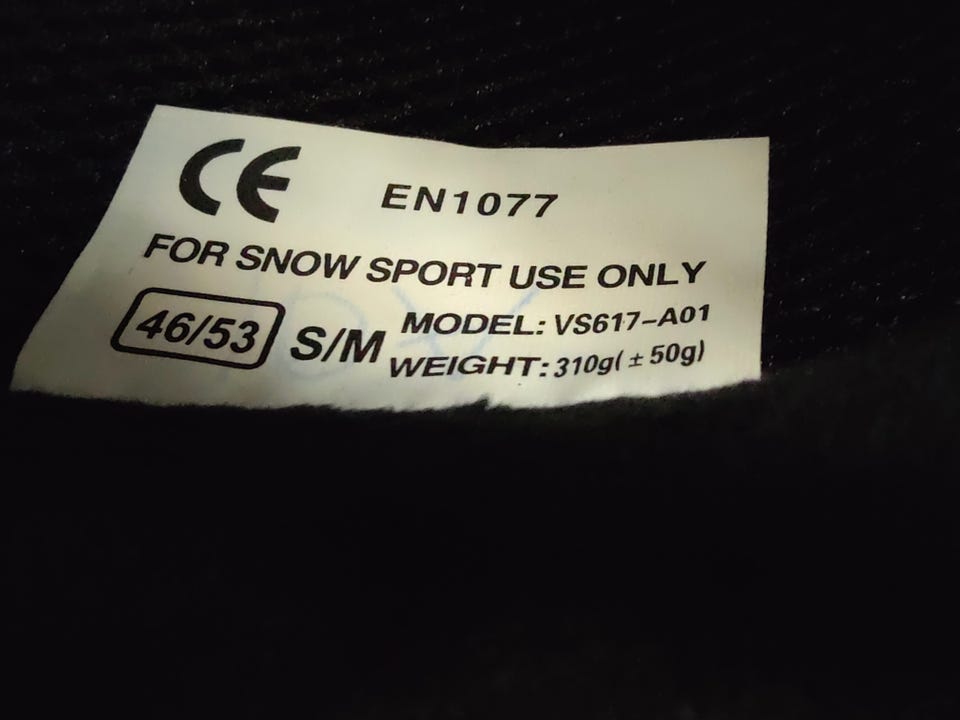 CE EN1077
FOR SNOW SPORT USE ONLY
46/53 S/M MODEL: VS617-A01
WEIGHT: 310g(±50g)